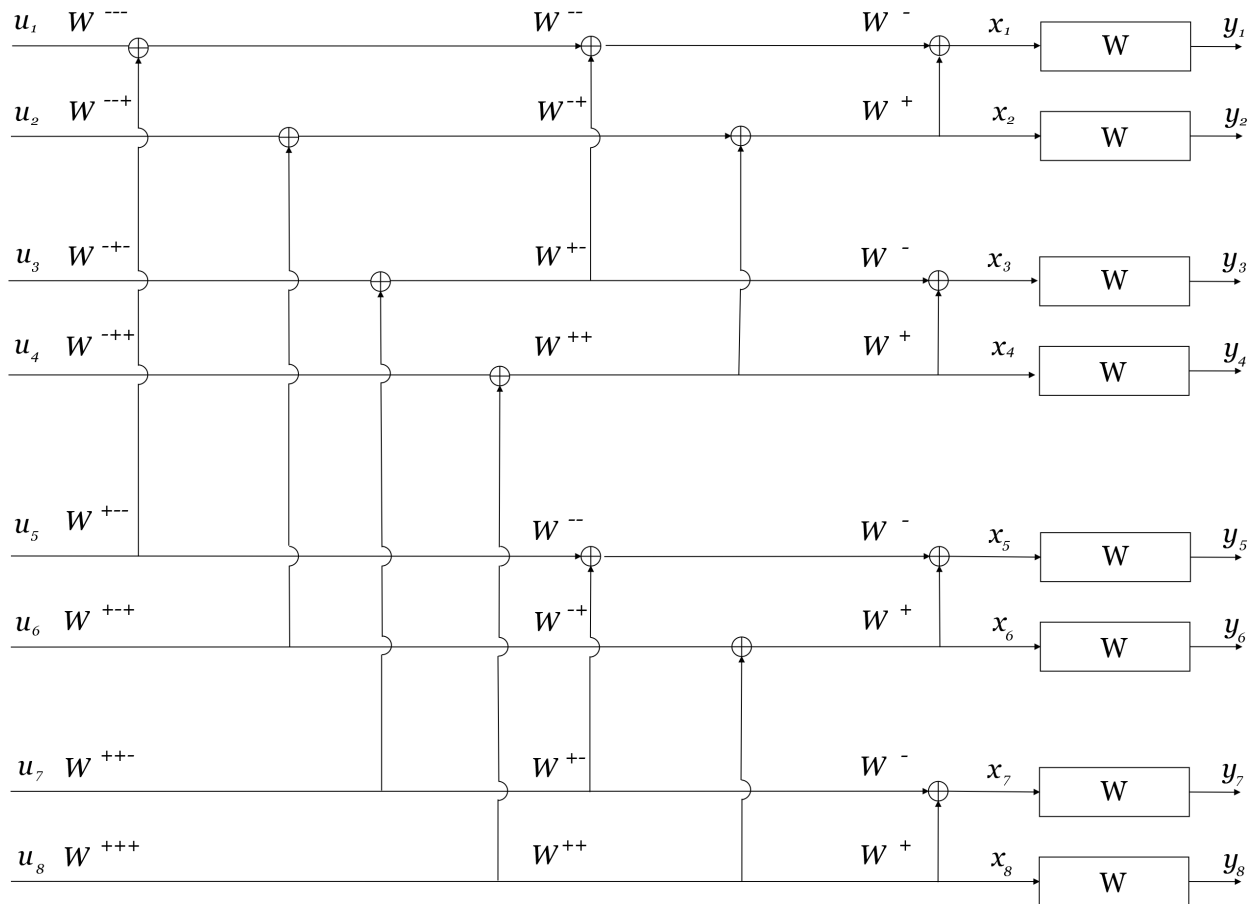 u₁ W ⁻⁻⁻ W ⁻⁻ W ⁻ x₁ W y₁
u₂ W ⁻⁻⁺ W ⁻⁺ W ⁺ x₂ W y₂
u₃ W ⁻⁺⁻ W ⁺⁻ W ⁻ x₃ W y₃
u₄ W ⁻⁺⁺ W ⁺⁺ W ⁺ x₄ W y₄
u₅ W ⁺⁻⁻ W ⁻⁻ W ⁻ x₅ W y₅
u₆ W ⁺⁻⁺ W ⁻⁺ W ⁺ x₆ W y₆
u₇ W ⁺⁺⁻ W ⁺⁻ W ⁻ x₇ W y₇
u₈ W ⁺⁺⁺ W ⁺⁺ W ⁺ x₈ W y₈